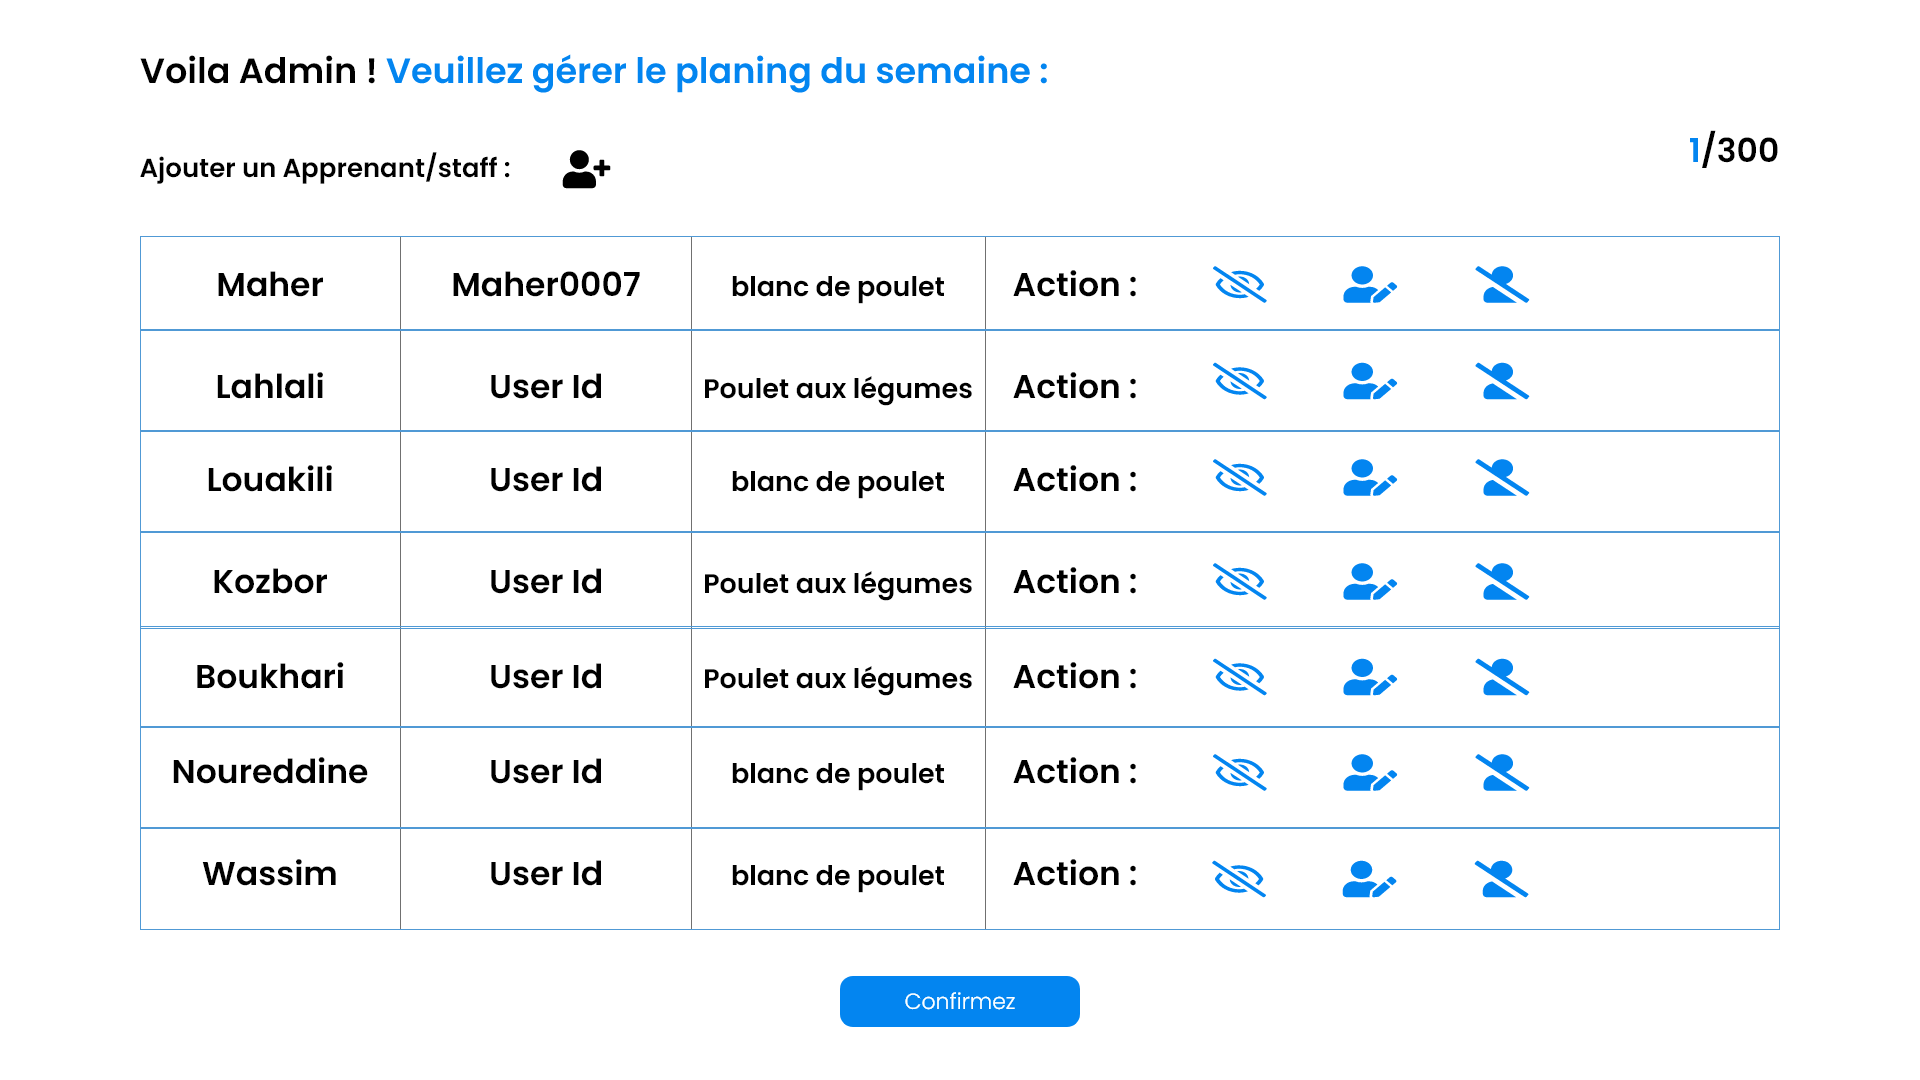 Voila Admin ! Veuillez gérer le planing du semaine :
1/300
Ajouter un Apprenant/staff :
Maher Maher0007 blanc de poulet Action :
Lahlali User Id Poulet aux légumes Action :
Louakili User Id blanc de poulet Action :
Kozbor User Id Poulet aux légumes Action :
Boukhari User Id Poulet aux légumes Action :
Noureddine User Id blanc de poulet Action :
Wassim User Id blanc de poulet Action :
Confirmez